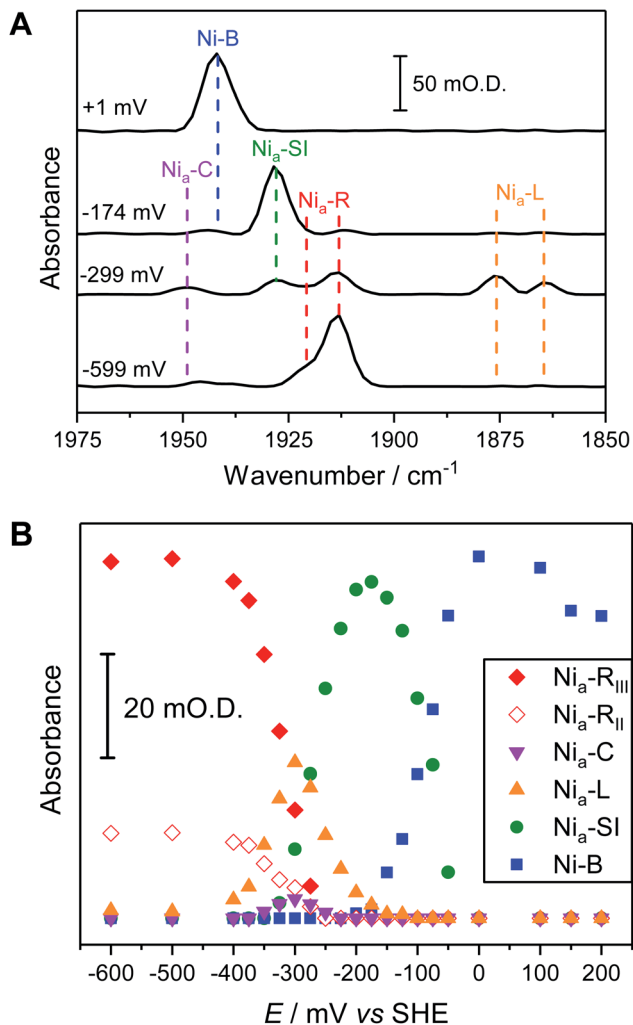 A
Ni-B
+1 mV
50 mO.D.
Niₐ-SI
Niₐ-C
Niₐ-R
Niₐ-L
-174 mV
-299 mV
-599 mV
Absorbance
1975 1950 1925 1900 1875 1850
Wavenumber / cm⁻¹
B
20 mO.D.
Absorbance
Niₐ-R_III
Niₐ-R_II
Niₐ-C
Niₐ-L
Niₐ-SI
Ni-B
-600 -500 -400 -300 -200 -100 0 100 200
E / mV vs SHE